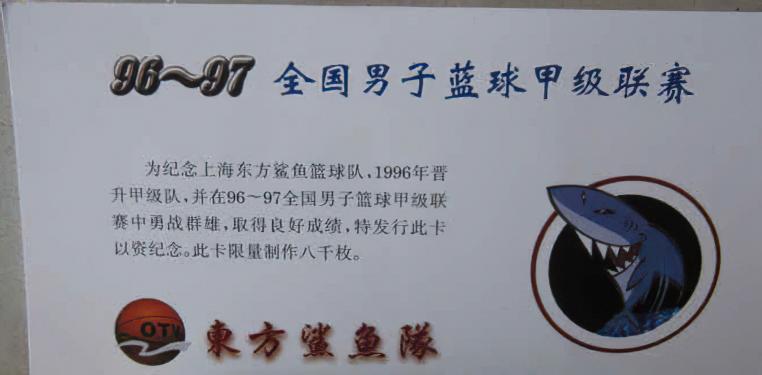 96～97 全国男子蓝球甲级联赛
为纪念上海东方鲨鱼篮球队，1996年晋
升甲级队，并在96～97全国男子篮球甲级联
赛中勇战群雄，取得良好成绩，特发行此卡
以资纪念。此卡限量制作八千枚。
OTV
東方鯊魚隊